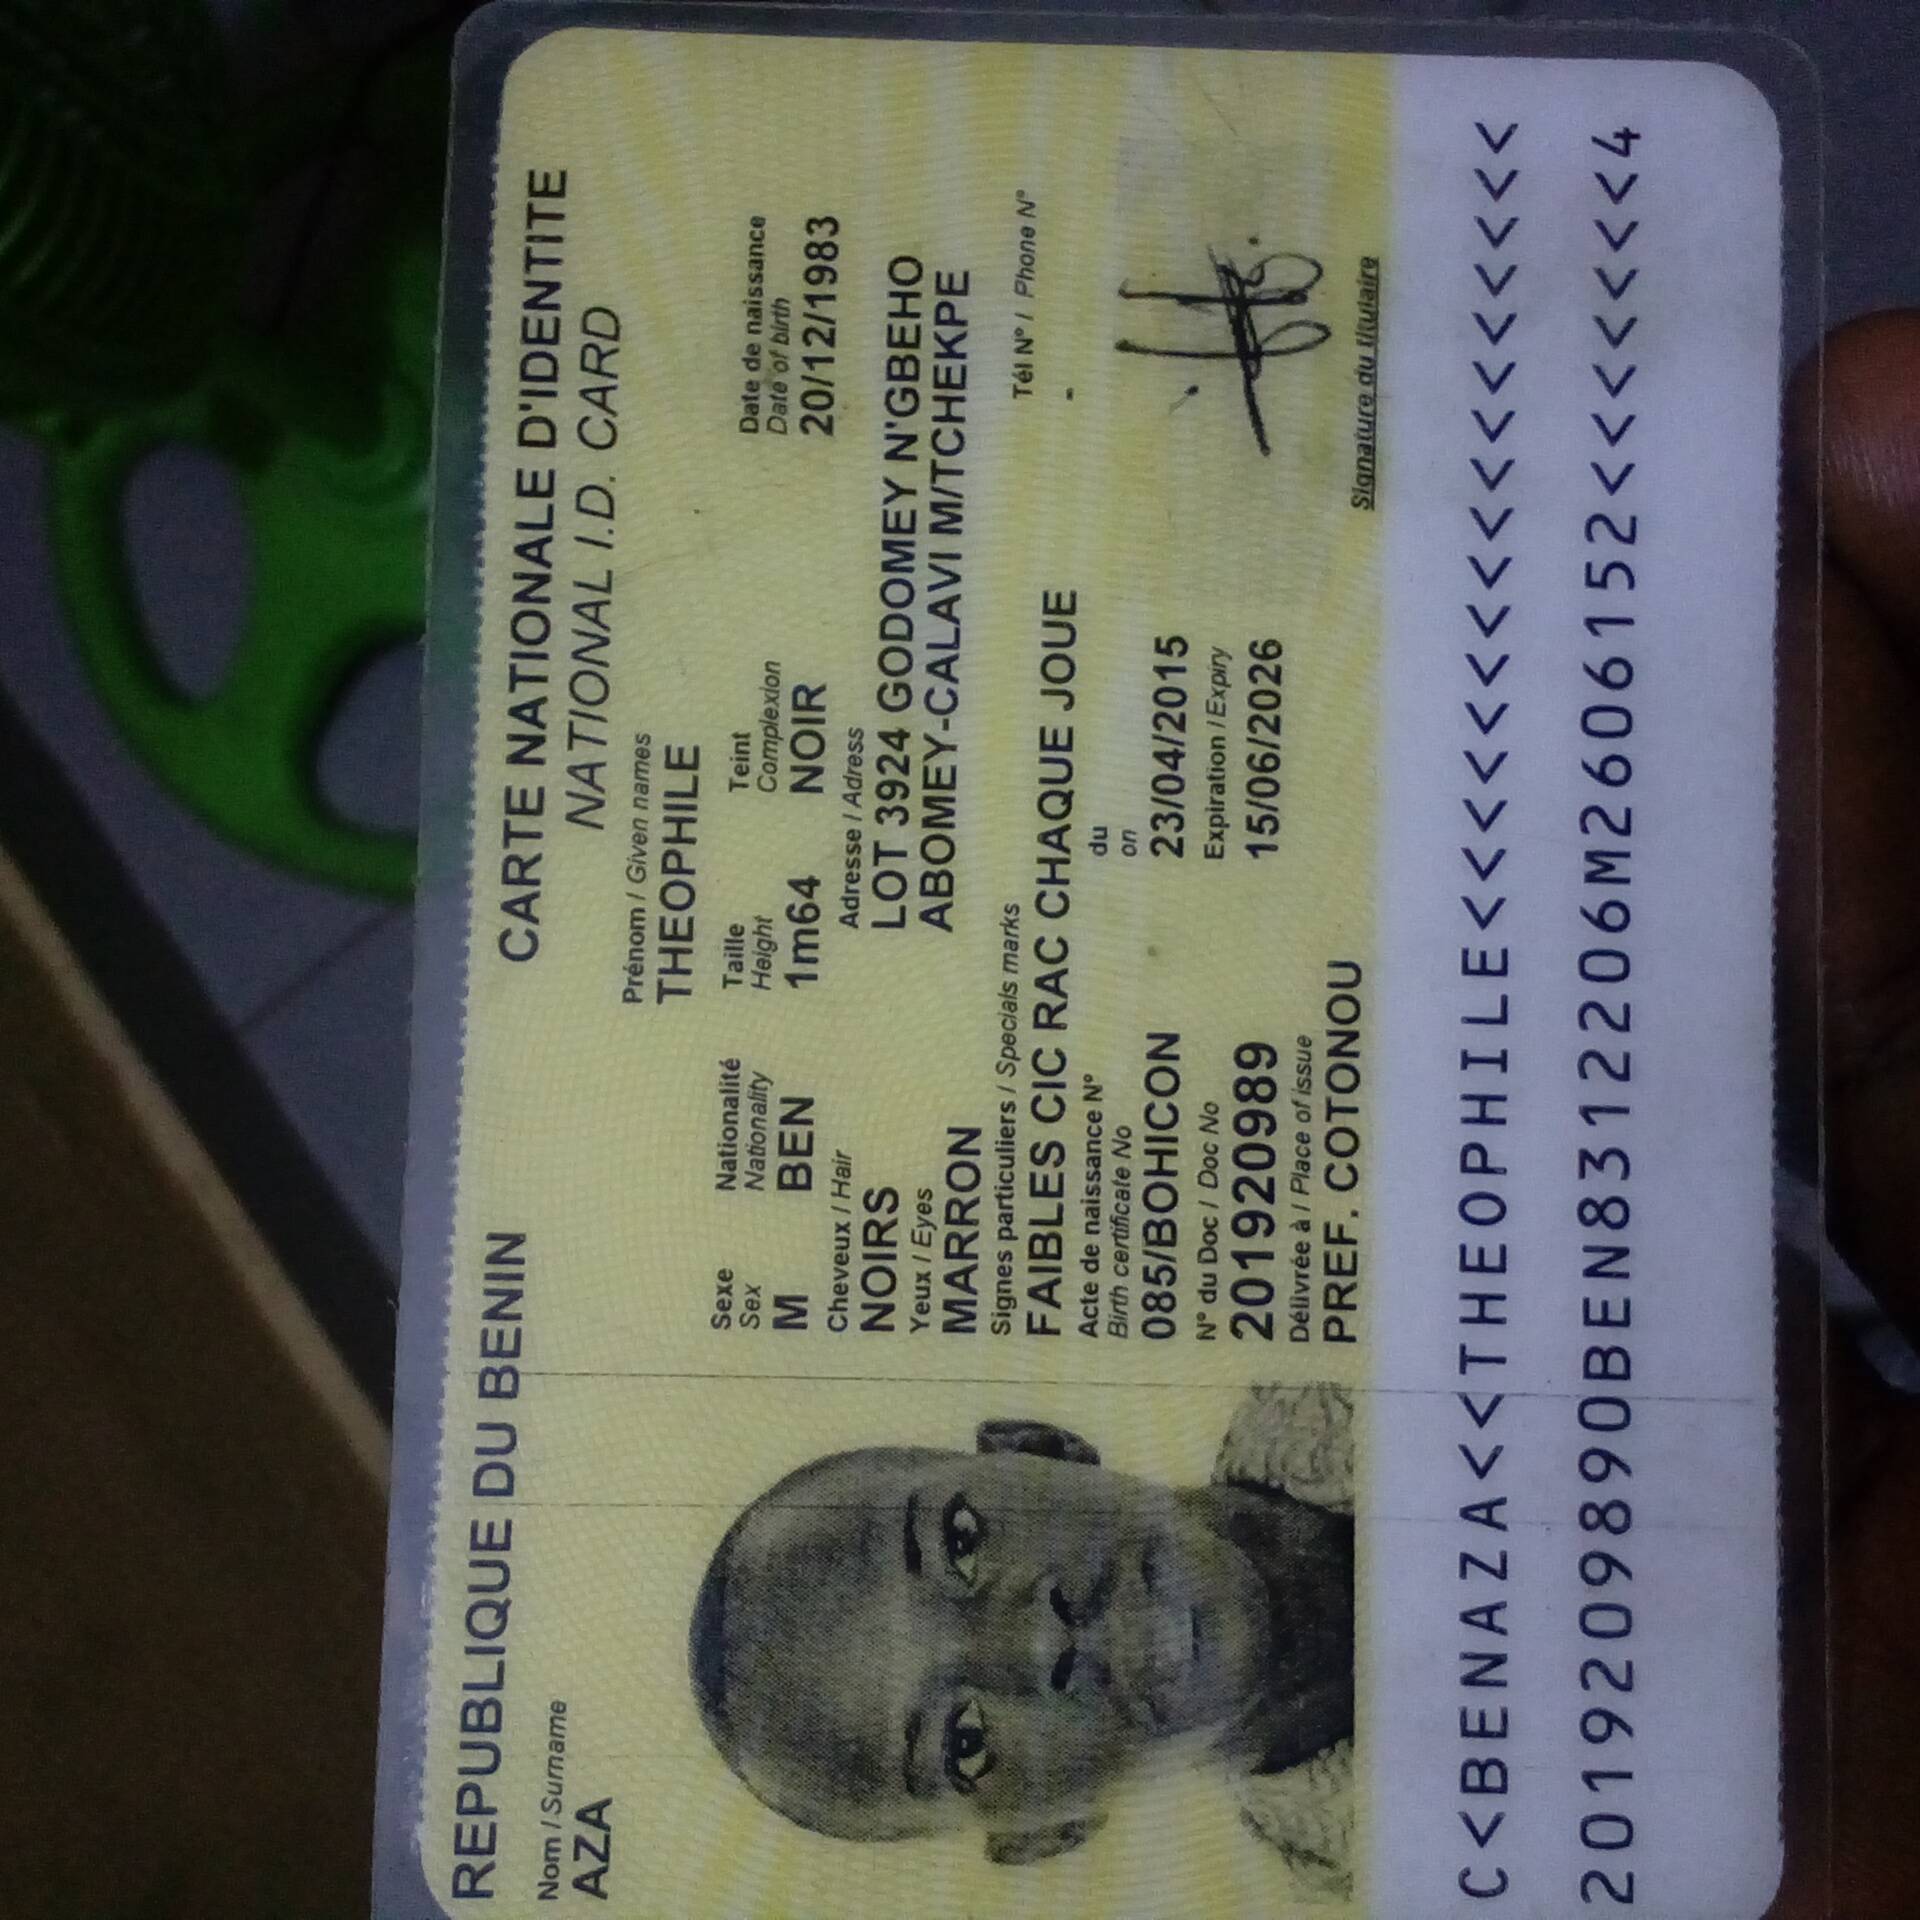 REPUBLIQUE DU BENIN
CARTE NATIONALE D'IDENTITE
NATIONAL I.D. CARD
Nom / Surname
AZA
Prénom / Given names
THEOPHILE
Sexe Nationalité Taille Teint Date de naissance
Sex Nationality Height Complexion Date of birth
M BEN 1m64 NOIR 20/12/1983
Cheveux / Hair Adresse / Address
NOIRS LOT 3924 GODOMEY N'GBEHO
Yeux / Eyes
MARRON ABOMEY-CALAVI M/TCHEKPE
Signes particuliers / Specials marks Tél N° / Phone N°
FAIBLES CIC RAC CHAQUE JOUE -
Acte de naissance N° du
Birth certificate No on
085/BOHICON 23/04/2015
N° du Doc / Doc No Expiration / Expiry
201920989 15/06/2026
Délivrée à / Place of issue
PREF. COTONOU
Signature du titulaire
C<BENAZA<<THEOPHILE<<<<<<<<<<<<<<<
2019209890BEN8312206M2606152<<<<<<4